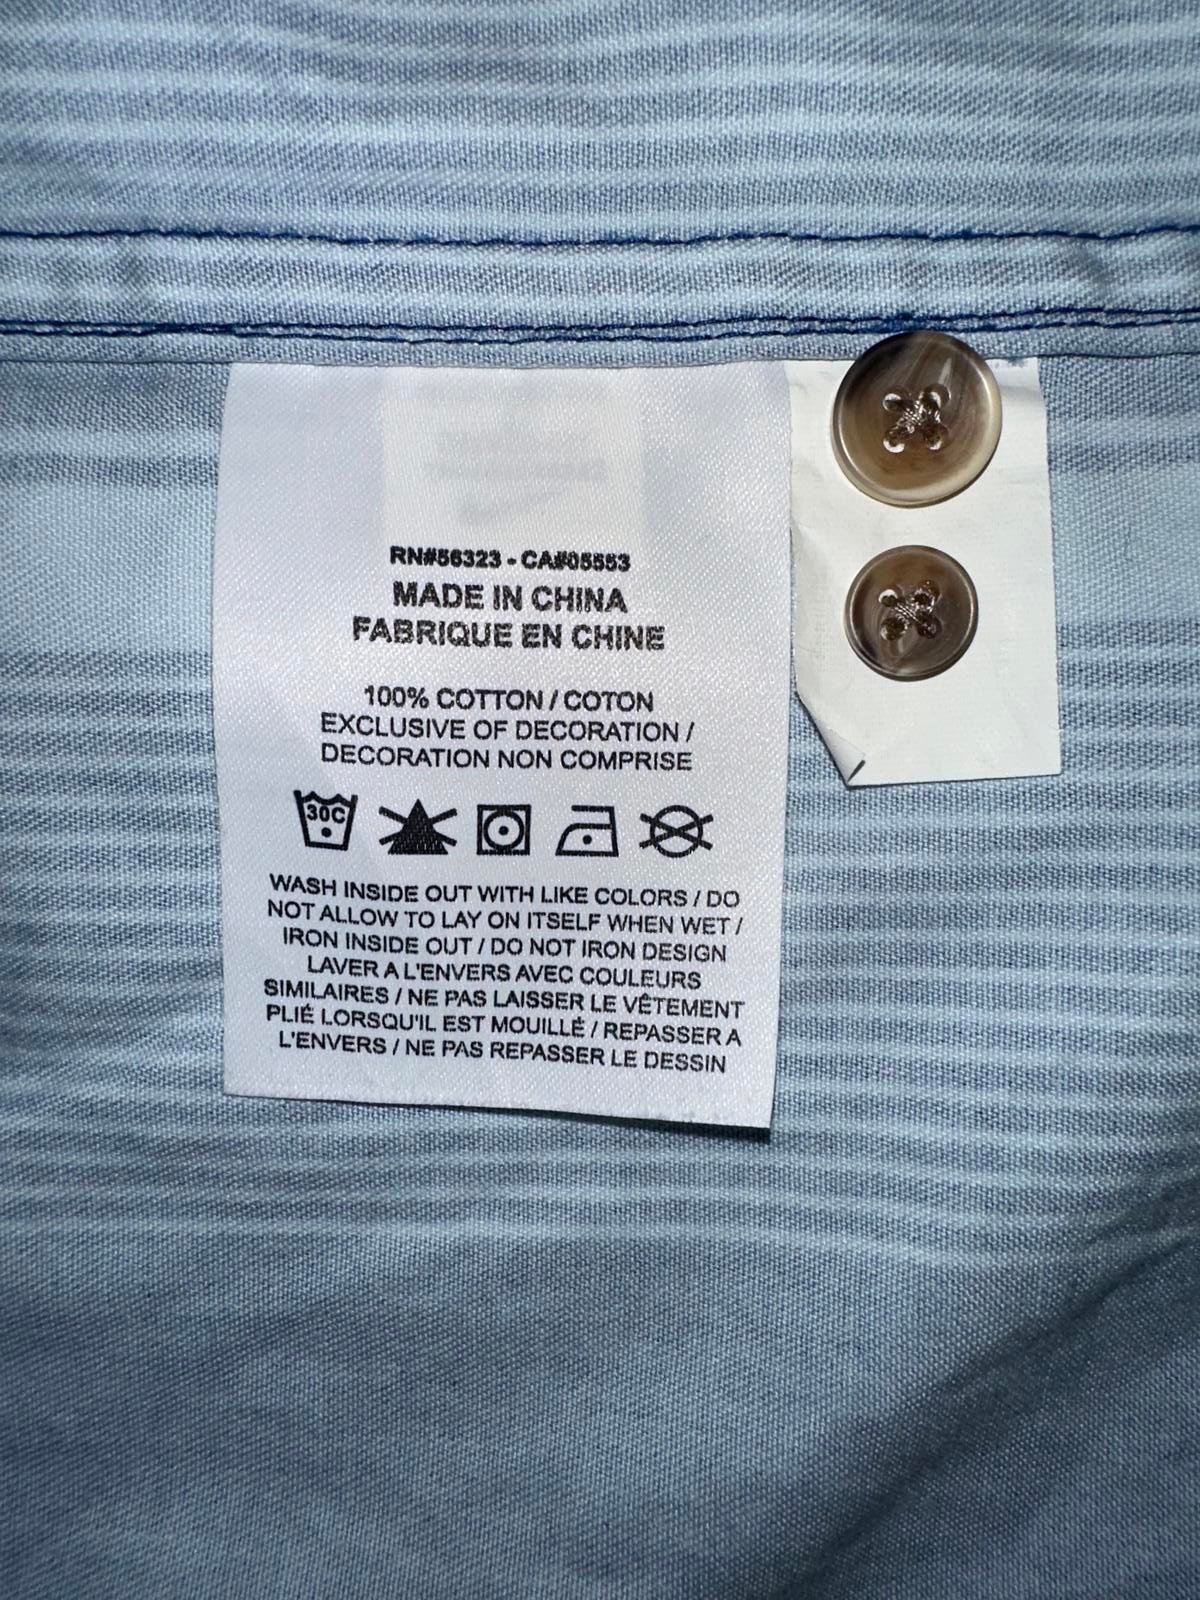 RN#56323 - CA#05553
MADE IN CHINA
FABRIQUE EN CHINE
100% COTTON / COTON
EXCLUSIVE OF DECORATION /
DECORATION NON COMPRISE
30C
WASH INSIDE OUT WITH LIKE COLORS / DO
NOT ALLOW TO LAY ON ITSELF WHEN WET /
IRON INSIDE OUT / DO NOT IRON DESIGN
LAVER A L'ENVERS AVEC COULEURS
SIMILAIRES / NE PAS LAISSER LE VÊTEMENT
PLIÉ LORSQU'IL EST MOUILLÉ / REPASSER A
L'ENVERS / NE PAS REPASSER LE DESSIN